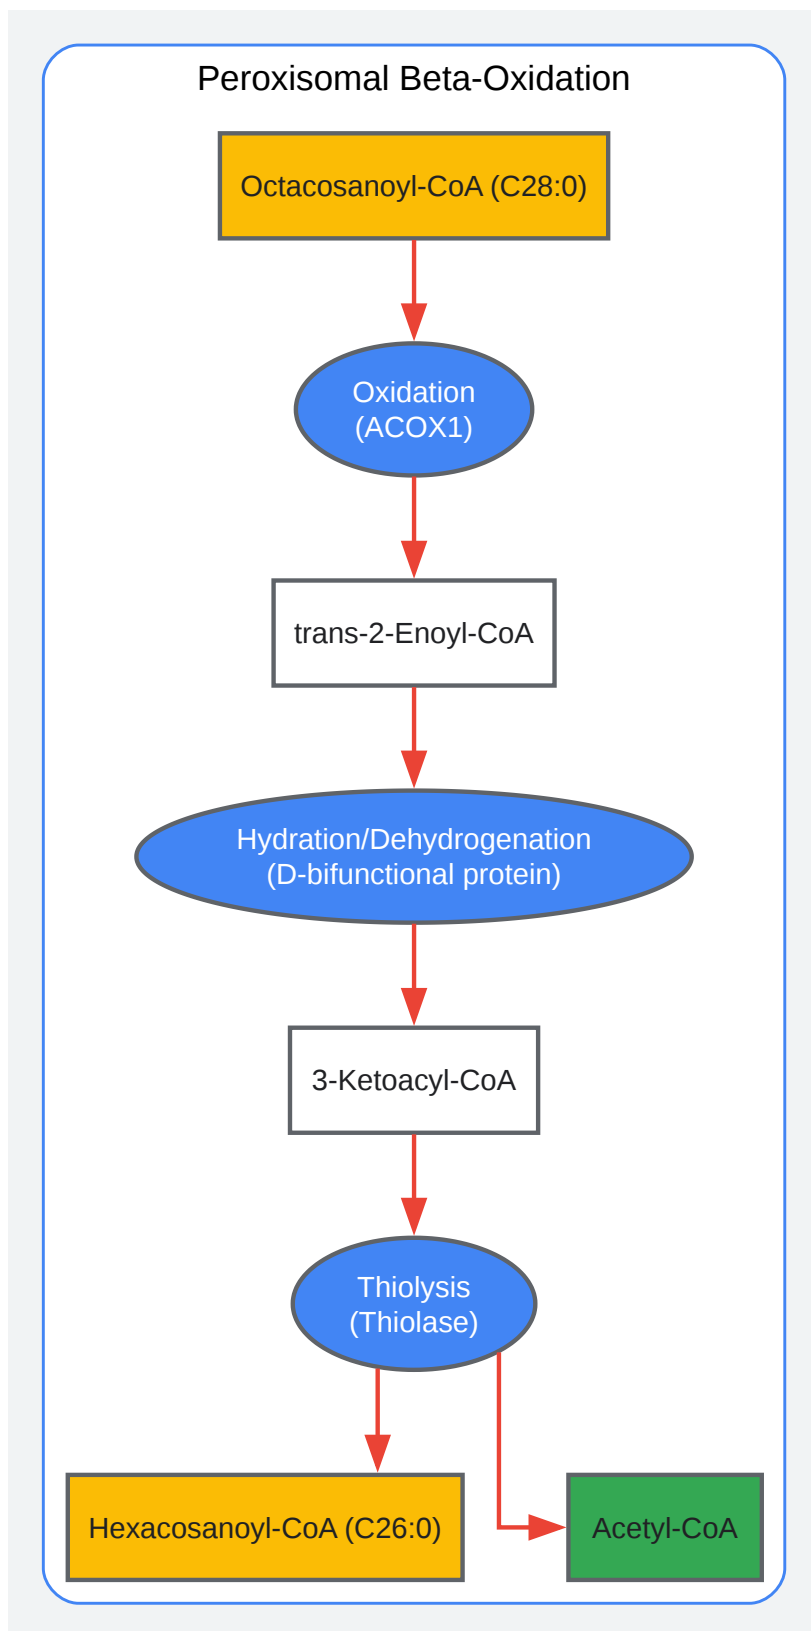 Peroxisomal Beta-Oxidation
Octacosanoyl-CoA (C28:0)
Oxidation
(ACOX1)
trans-2-Enoyl-CoA
Hydration/Dehydrogenation
(D-bifunctional protein)
3-Ketoacyl-CoA
Thiolysis
(Thiolase)
Hexacosanoyl-CoA (C26:0)
Acetyl-CoA